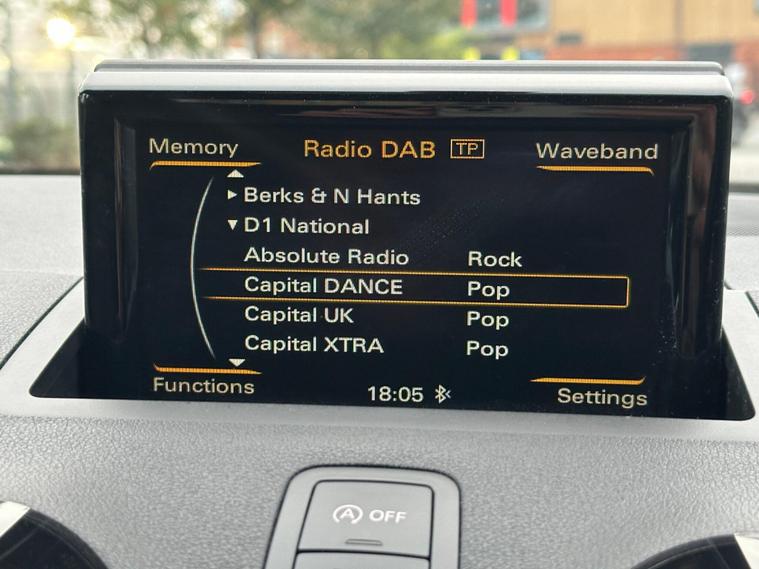 Memory Radio DAB TP Waveband
Berks & N Hants
D1 National
Absolute Radio Rock
Capital DANCE Pop
Capital UK Pop
Capital XTRA Pop
Functions 18:05 Settings
A OFF